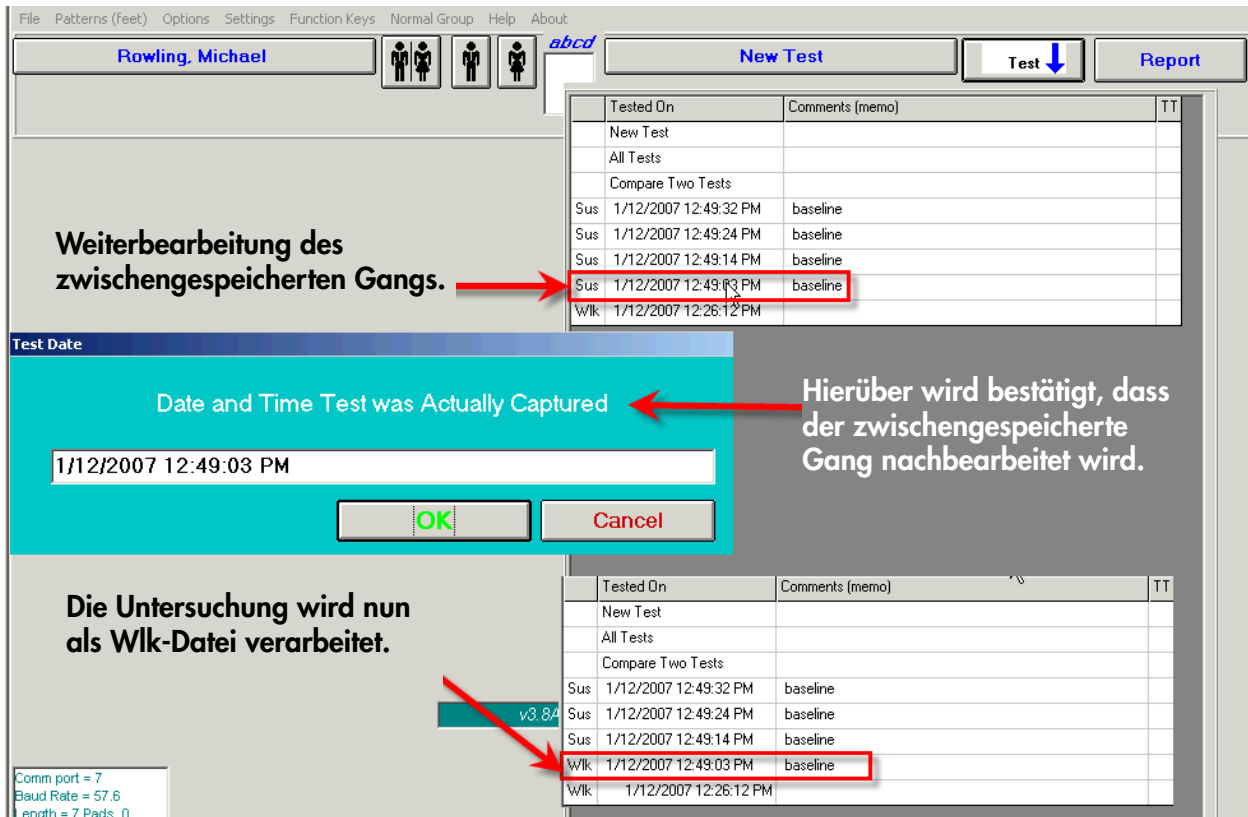 File Patterns (feet) Options Settings Function Keys Normal Group Help About
Rowling, Michael
abcd
New Test
Test
Report
Tested On Comments (memo) TT
New Test
All Tests
Compare Two Tests
Sus 1/12/2007 12:49:32 PM baseline
Sus 1/12/2007 12:49:24 PM baseline
Sus 1/12/2007 12:49:14 PM baseline
Sus 1/12/2007 12:49:03 PM baseline
Wlk 1/12/2007 12:26:12 PM
Weiterbearbeitung des
zwischengespeicherten Gangs.
Test Date
Date and Time Test was Actually Captured
1/12/2007 12:49:03 PM
OK Cancel
Hierüber wird bestätigt, dass
der zwischengespeicherte
Gang nachbearbeitet wird.
Die Untersuchung wird nun
als Wlk-Datei verarbeitet.
Tested On Comments (memo) TT
New Test
All Tests
Compare Two Tests
Sus 1/12/2007 12:49:32 PM baseline
Sus 1/12/2007 12:49:24 PM baseline
Sus 1/12/2007 12:49:14 PM baseline
Wlk 1/12/2007 12:49:03 PM baseline
Wlk 1/12/2007 12:26:12 PM
v3.8A
Comm port = 7
Baud Rate = 57.6
Length = 7 Pads, 0